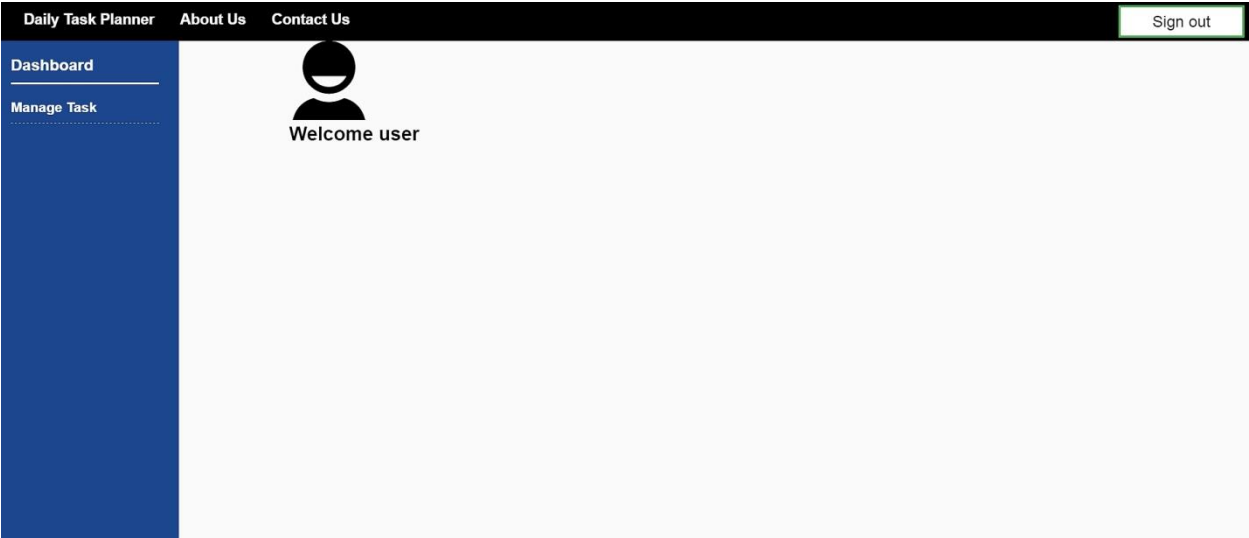 Daily Task Planner About Us Contact Us Sign out
Dashboard
Manage Task
Welcome user